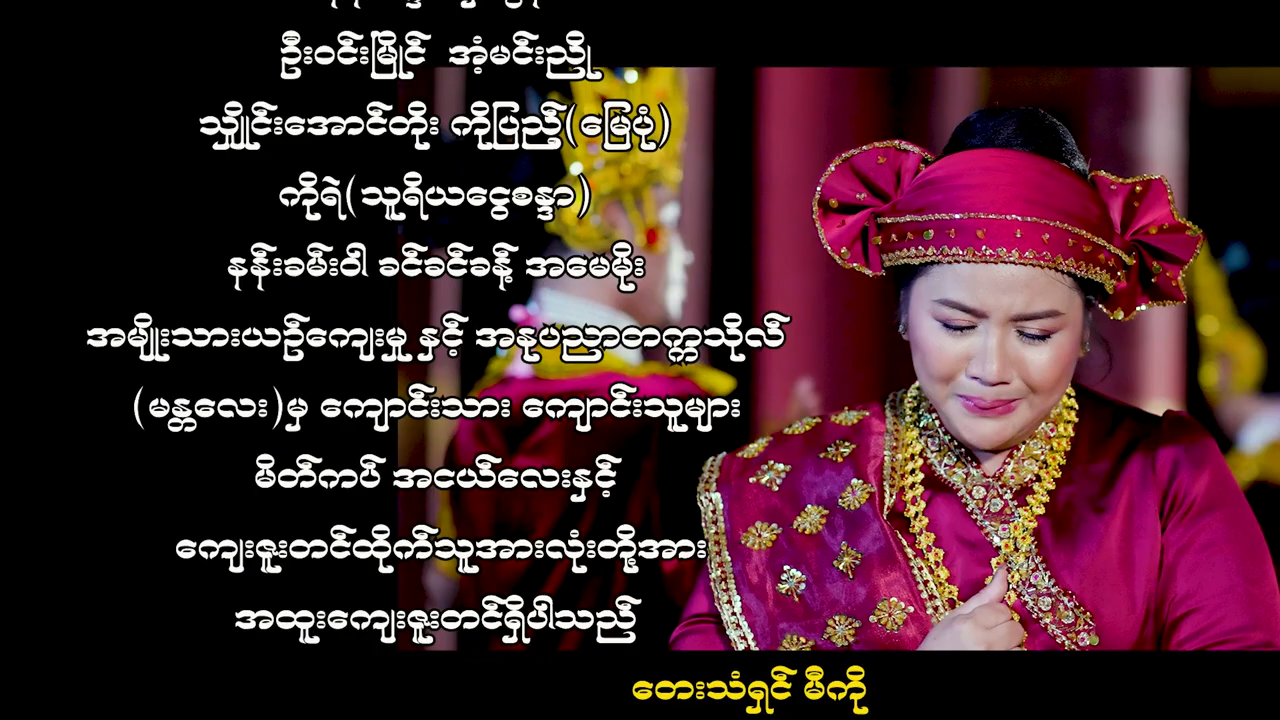 ဦးဝင်းမြိုင် အံ့မင်းညို
သျှိုင်းအောင်တိုး ကိုပြည့်(မြေပုံ)
ကိုရဲ(သူရိယငွေစန္ဒာ)
နန်းခမ်းဝါ ခင်ခင်ခန့် အမေမိုး
အမျိုးသားယဉ်ကျေးမှု နှင့် အနုပညာတက္ကသိုလ်
(မန္တလေး)မှ ကျောင်းသား ကျောင်းသူများ
မိတ်ကပ် အငယ်လေးနှင့်
ကျေးဇူးတင်ထိုက်သူအားလုံးတို့အား
အထူးကျေးဇူးတင်ရှိပါသည်
တေးသံရှင် မီကို